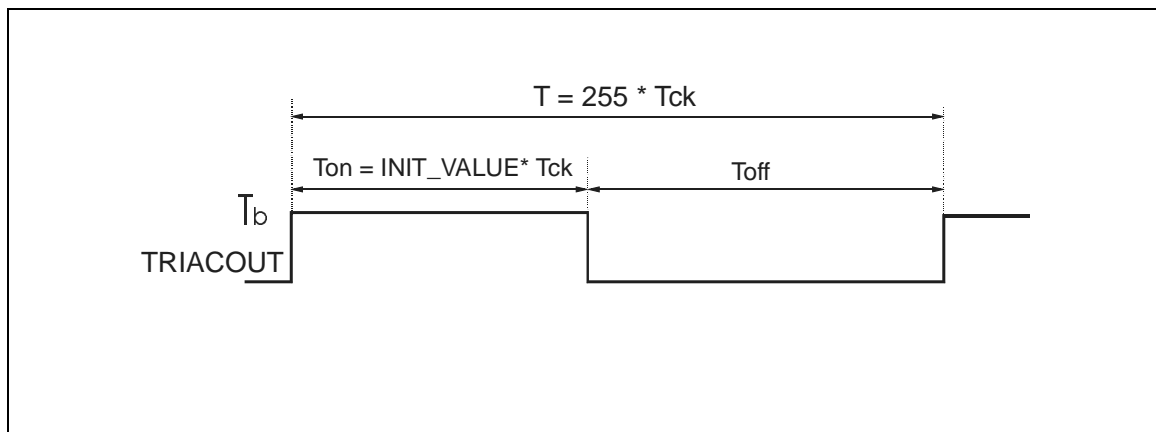 T = 255 * Tck
Ton = INIT_VALUE* Tck
Toff
Tb
TRIACOUT